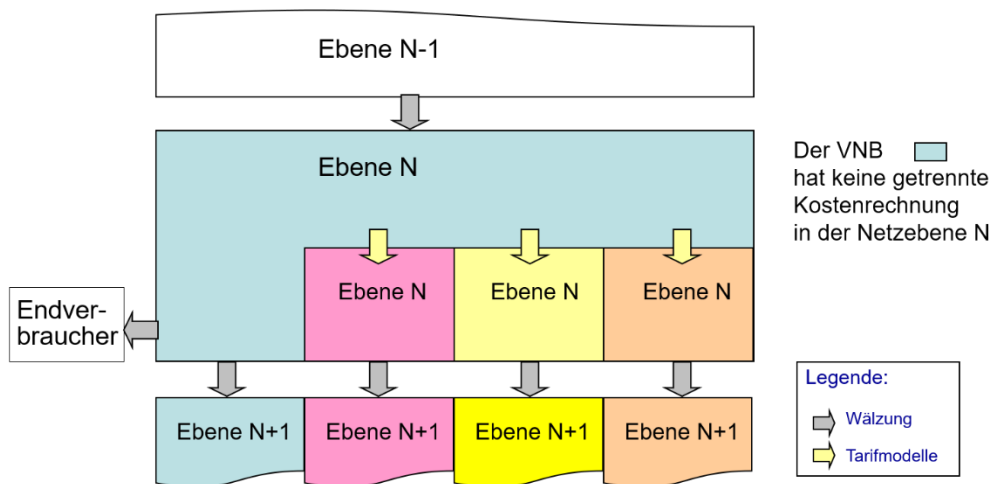 Ebene N-1
Ebene N
Der VNB
hat keine getrennte
Kostenrechnung
in der Netzebene N
Ebene N
Ebene N
Ebene N
Endver-
braucher
Ebene N+1
Ebene N+1
Ebene N+1
Ebene N+1
Legende:
Wälzung
Tarifmodelle